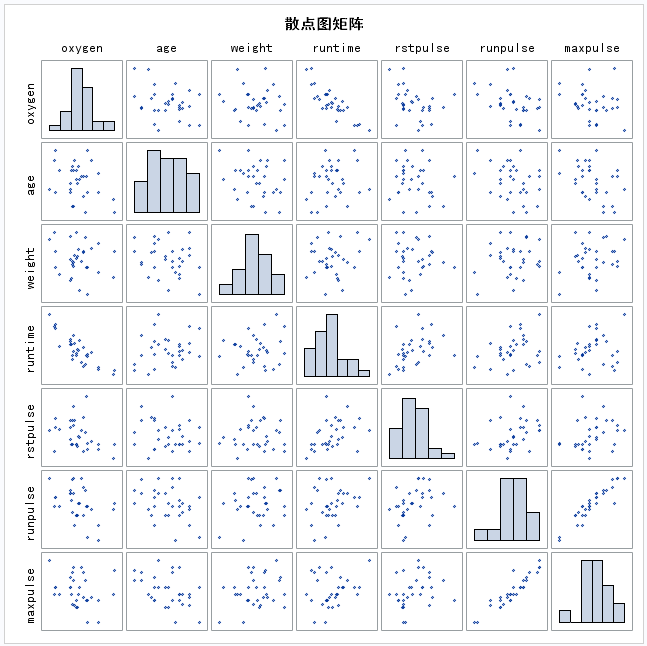 散点图矩阵
oxygen age weight runtime rstpulse runpulse maxpulse
oxygen
age
weight
runtime
rstpulse
runpulse
maxpulse